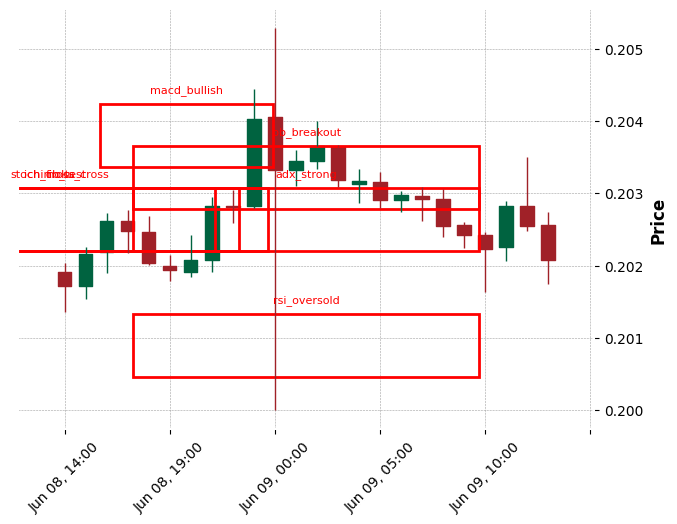 macd_bullish
adx_strong
rsi_oversold
0.205
0.204
0.203
0.202
0.201
0.200
Price
Jun 08, 14:00
Jun 08, 19:00
Jun 09, 00:00
Jun 09, 05:00
Jun 09, 10:00